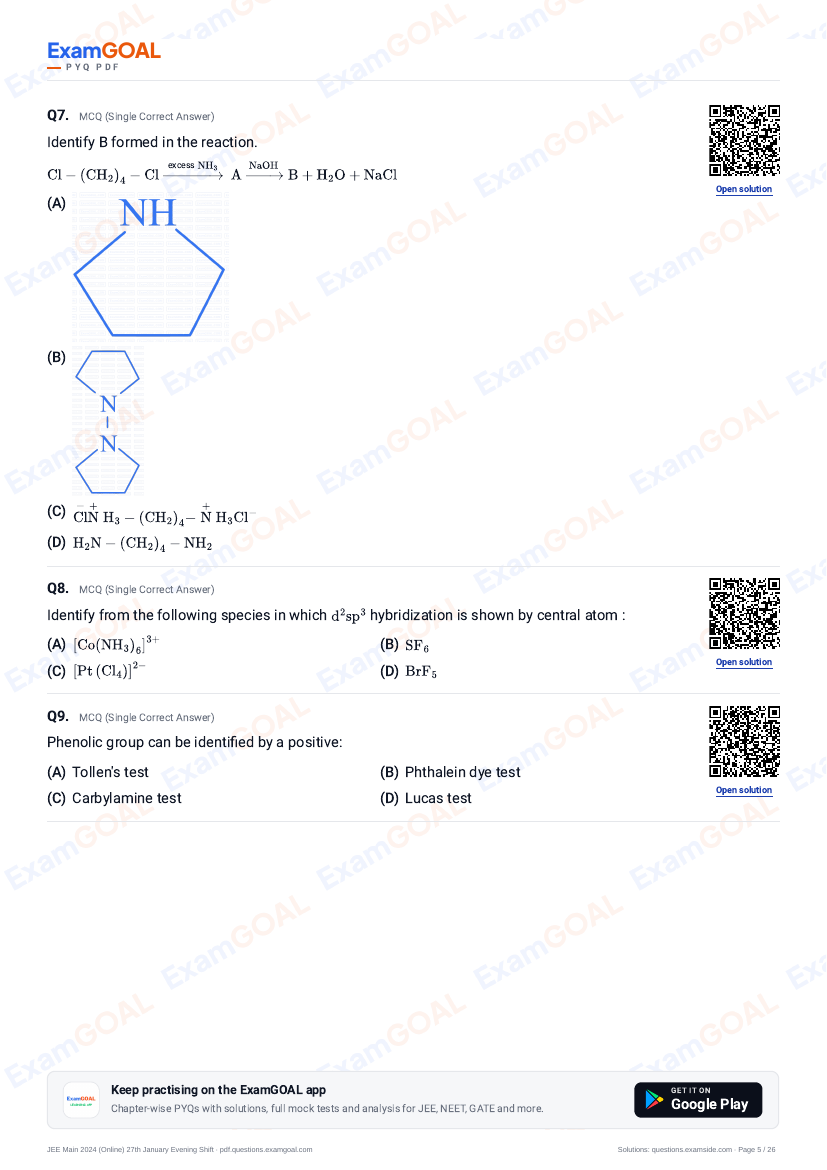 ExamGOAL
PYQ PDF
Q7. MCQ (Single Correct Answer)
Identify B formed in the reaction.
Cl − (CH₂)₄ − Cl —excess NH₃→ A —NaOH→ B + H₂O + NaCl
Open solution
(A) NH
(B) N
N
(C) Cl⁻N⁺ H₃ − (CH₂)₄− N⁺ H₃Cl⁻
(D) H₂N − (CH₂)₄ − NH₂
Q8. MCQ (Single Correct Answer)
Identify from the following species in which d²sp³ hybridization is shown by central atom :
(A) [Co(NH₃)₆]³⁺ (B) SF₆
(C) [Pt (Cl₄)]²⁻ (D) BrF₅
Open solution
Q9. MCQ (Single Correct Answer)
Phenolic group can be identified by a positive:
(A) Tollen's test (B) Phthalein dye test
(C) Carbylamine test (D) Lucas test
Open solution
Keep practising on the ExamGOAL app
Chapter-wise PYQs with solutions, full mock tests and analysis for JEE, NEET, GATE and more.
GET IT ON
Google Play
JEE Main 2024 (Online) 27th January Evening Shift · pdf.questions.examgoal.com
Solutions: questions.examside.com · Page 5 / 26